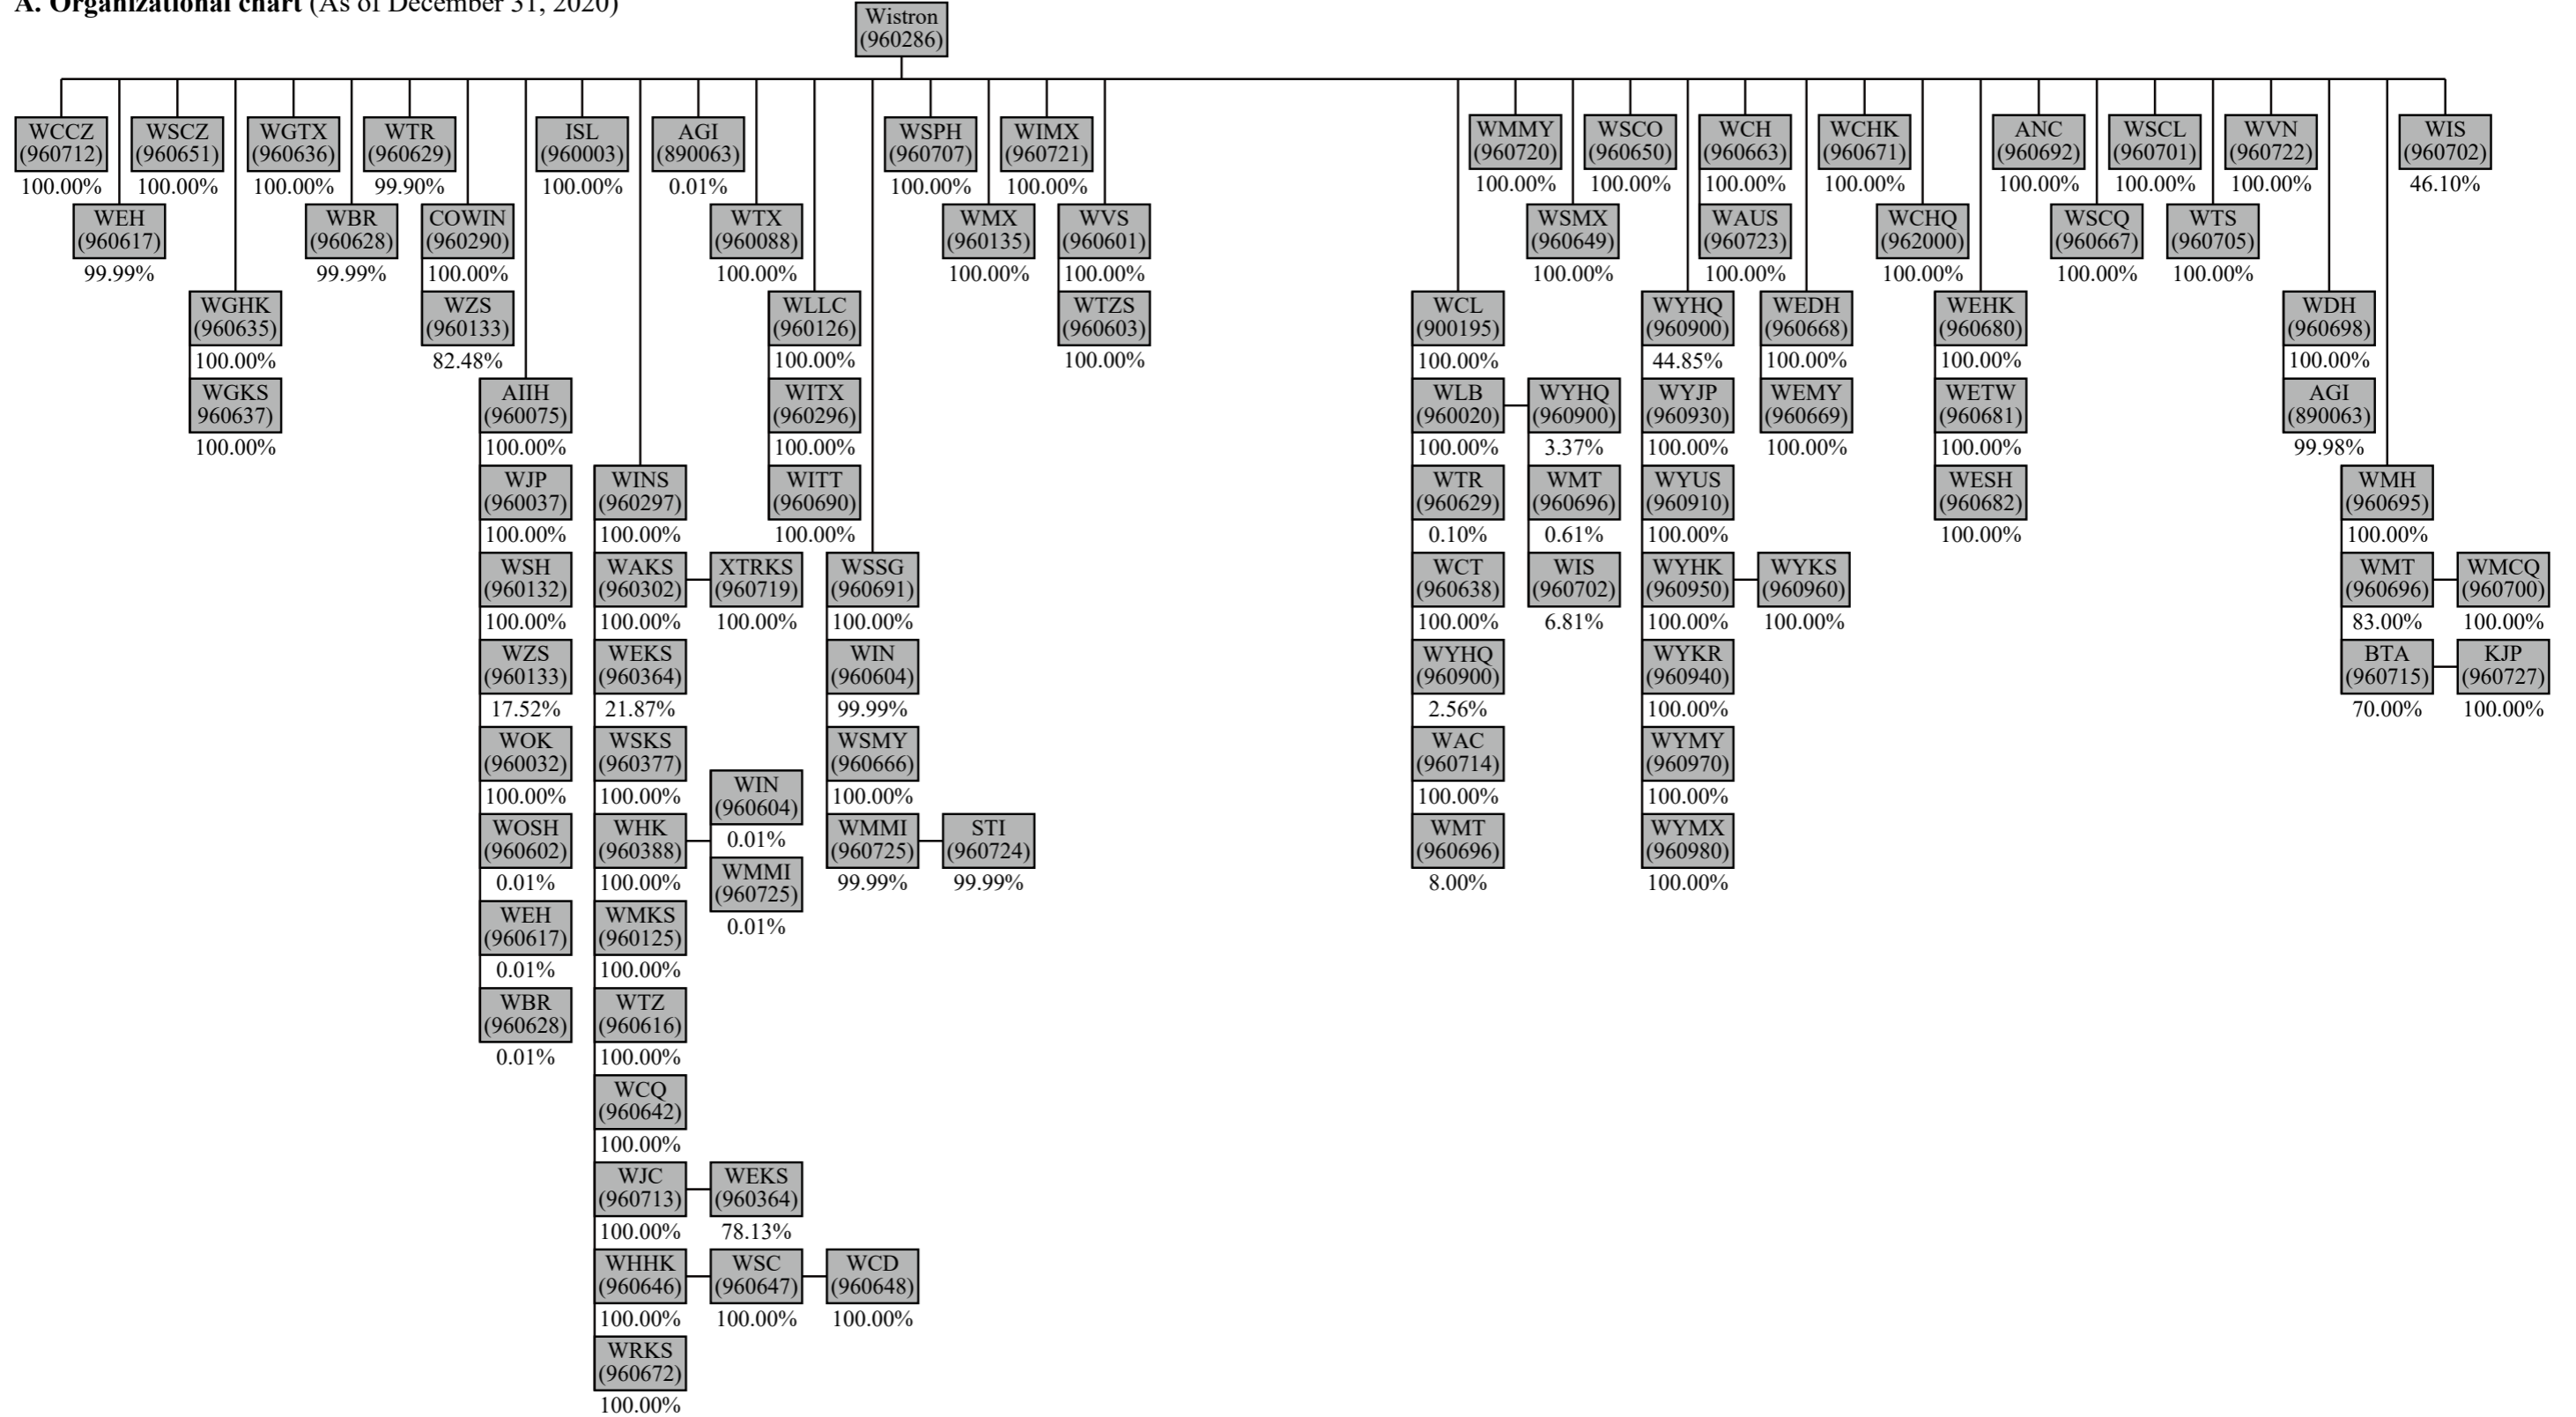 A. Organizational chart (As of December 31, 2020)
Wistron
(960286)
WCCZ
(960712)
100.00%
WEH
(960617)
99.99%
WSCZ
(960651)
100.00%
WGHK
(960635)
100.00%
WGKS
960637)
100.00%
WGTX
(960636)
100.00%
WBR
(960628)
99.99%
WTR
(960629)
99.90%
COWIN
(960290)
100.00%
WZS
(960133)
82.48%
AIIH
(960075)
100.00%
WJP
(960037)
100.00%
WSH
(960132)
100.00%
WZS
(960133)
17.52%
WOK
(960032)
100.00%
WOSH
(960602)
0.01%
WEH
(960617)
0.01%
WBR
(960628)
0.01%
ISL
(960003)
100.00%
WINS
(960297)
100.00%
WAKS
(960302)
100.00%
XTRKS
(960719)
100.00%
WEKS
(960364)
21.87%
WSKS
(960377)
100.00%
WHK
(960388)
100.00%
WIN
(960604)
0.01%
WMMI
(960725)
0.01%
WMKS
(960125)
100.00%
WTZ
(960616)
100.00%
WCQ
(960642)
100.00%
WJC
(960713)
100.00%
WEKS
(960364)
78.13%
WHHK
(960646)
100.00%
WSC
(960647)
100.00%
WCD
(960648)
100.00%
WRKS
(960672)
100.00%
AGI
(890063)
0.01%
WTX
(960088)
100.00%
WLLC
(960126)
100.00%
WITX
(960296)
100.00%
WITT
(960690)
100.00%
WSSG
(960691)
100.00%
WIN
(960604)
99.99%
WSMY
(960666)
100.00%
WMMI
(960725)
99.99%
STI
(960724)
99.99%
WSPH
(960707)
100.00%
WMX
(960135)
100.00%
WIMX
(960721)
100.00%
WVS
(960601)
100.00%
WTZS
(960603)
100.00%
WCL
(900195)
100.00%
WLB
(960020)
100.00%
WYHQ
(960900)
3.37%
WMT
(960696)
0.61%
WIS
(960702)
6.81%
WTR
(960629)
0.10%
WCT
(960638)
100.00%
WYHQ
(960900)
2.56%
WAC
(960714)
100.00%
WMT
(960696)
8.00%
WMMY
(960720)
100.00%
WSMX
(960649)
100.00%
WSCO
(960650)
100.00%
WYHQ
(960900)
44.85%
WYJP
(960930)
100.00%
WYUS
(960910)
100.00%
WYHK
(960950)
100.00%
WYKS
(960960)
100.00%
WYKR
(960940)
100.00%
WYMY
(960970)
100.00%
WYMX
(960980)
100.00%
WCH
(960663)
100.00%
WAUS
(960723)
100.00%
WEDH
(960668)
100.00%
WEMY
(960669)
100.00%
WCHK
(960671)
100.00%
WCHQ
(962000)
100.00%
WEHK
(960680)
100.00%
WETW
(960681)
100.00%
WESH
(960682)
100.00%
ANC
(960692)
100.00%
WSCQ
(960667)
100.00%
WSCL
(960701)
100.00%
WTS
(960705)
100.00%
WVN
(960722)
100.00%
WDH
(960698)
100.00%
AGI
(890063)
99.98%
WMH
(960695)
100.00%
WMT
(960696)
83.00%
WMCQ
(960700)
100.00%
BTA
(960715)
70.00%
KJP
(960727)
100.00%
WIS
(960702)
46.10%